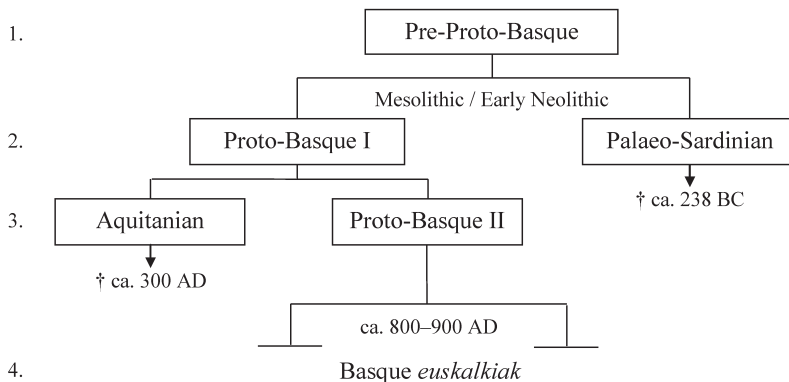 1. Pre-Proto-Basque
Mesolithic / Early Neolithic
2. Proto-Basque I Palaeo-Sardinian
† ca. 238 BC
3. Aquitanian Proto-Basque II
† ca. 300 AD
ca. 800–900 AD
4. Basque euskalkiak